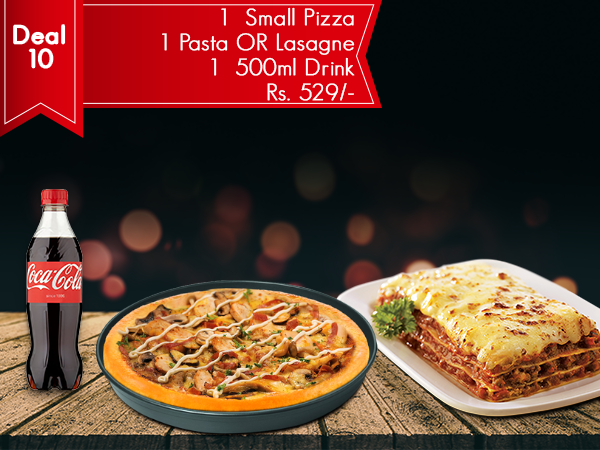 Deal
10
1 Small Pizza
1 Pasta OR Lasagne
1 500ml Drink
Rs. 529/-
Coca-Cola